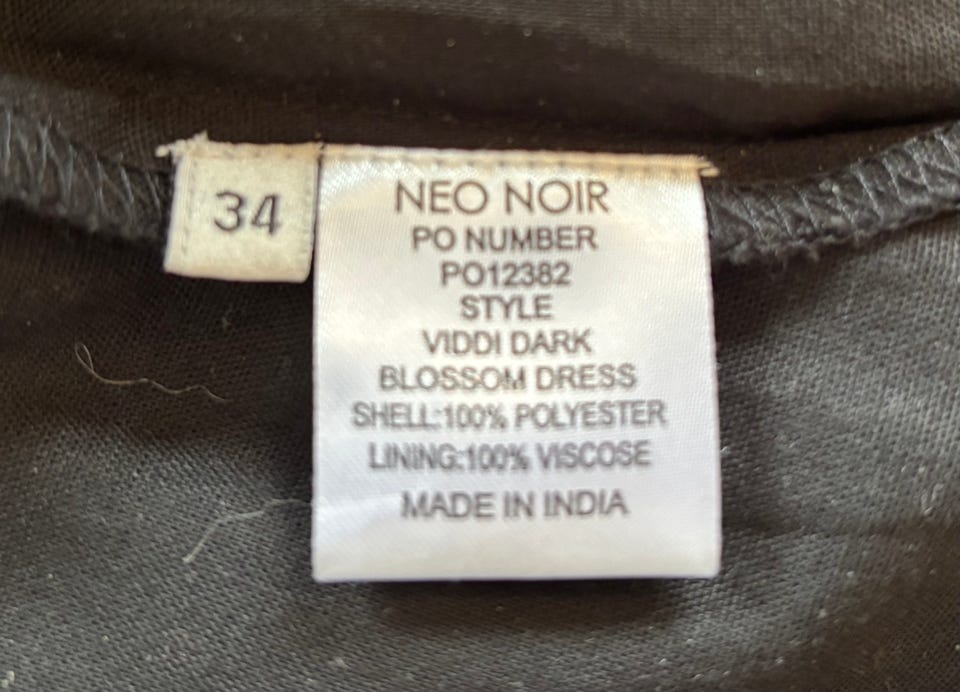 34
NEO NOIR
PO NUMBER
PO12382
STYLE
VIDDI DARK
BLOSSOM DRESS
SHELL:100% POLYESTER
LINING:100% VISCOSE
MADE IN INDIA